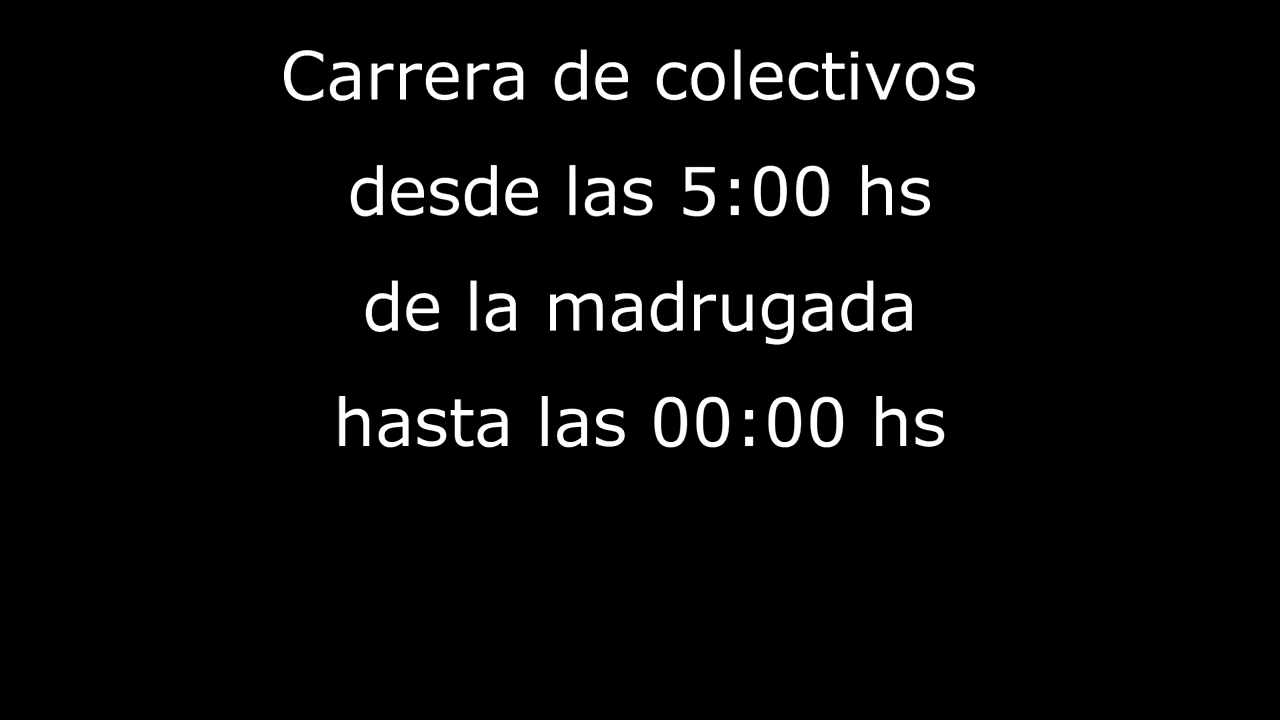 Carrera de colectivos
desde las 5:00 hs
de la madrugada
hasta las 00:00 hs